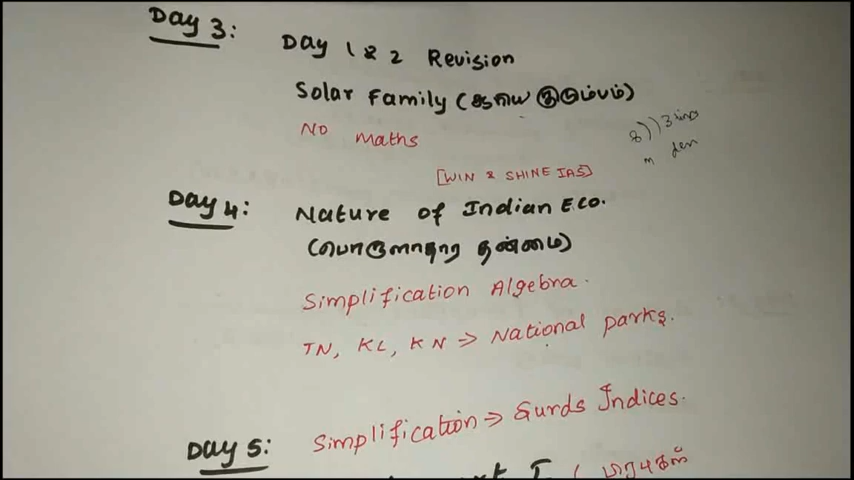 Day 3: Day 1 & 2 Revision
Solar Family (சூரிய குடும்பம்)
No Maths
[WIN & SHINE IAS]
Day 4: Nature of Indian Eco.
(பொருளாதார தன்மை)
Simplification Algebra.
TN, KL, KN => National parks.
Simplification => Surds Indices.
Day 5: